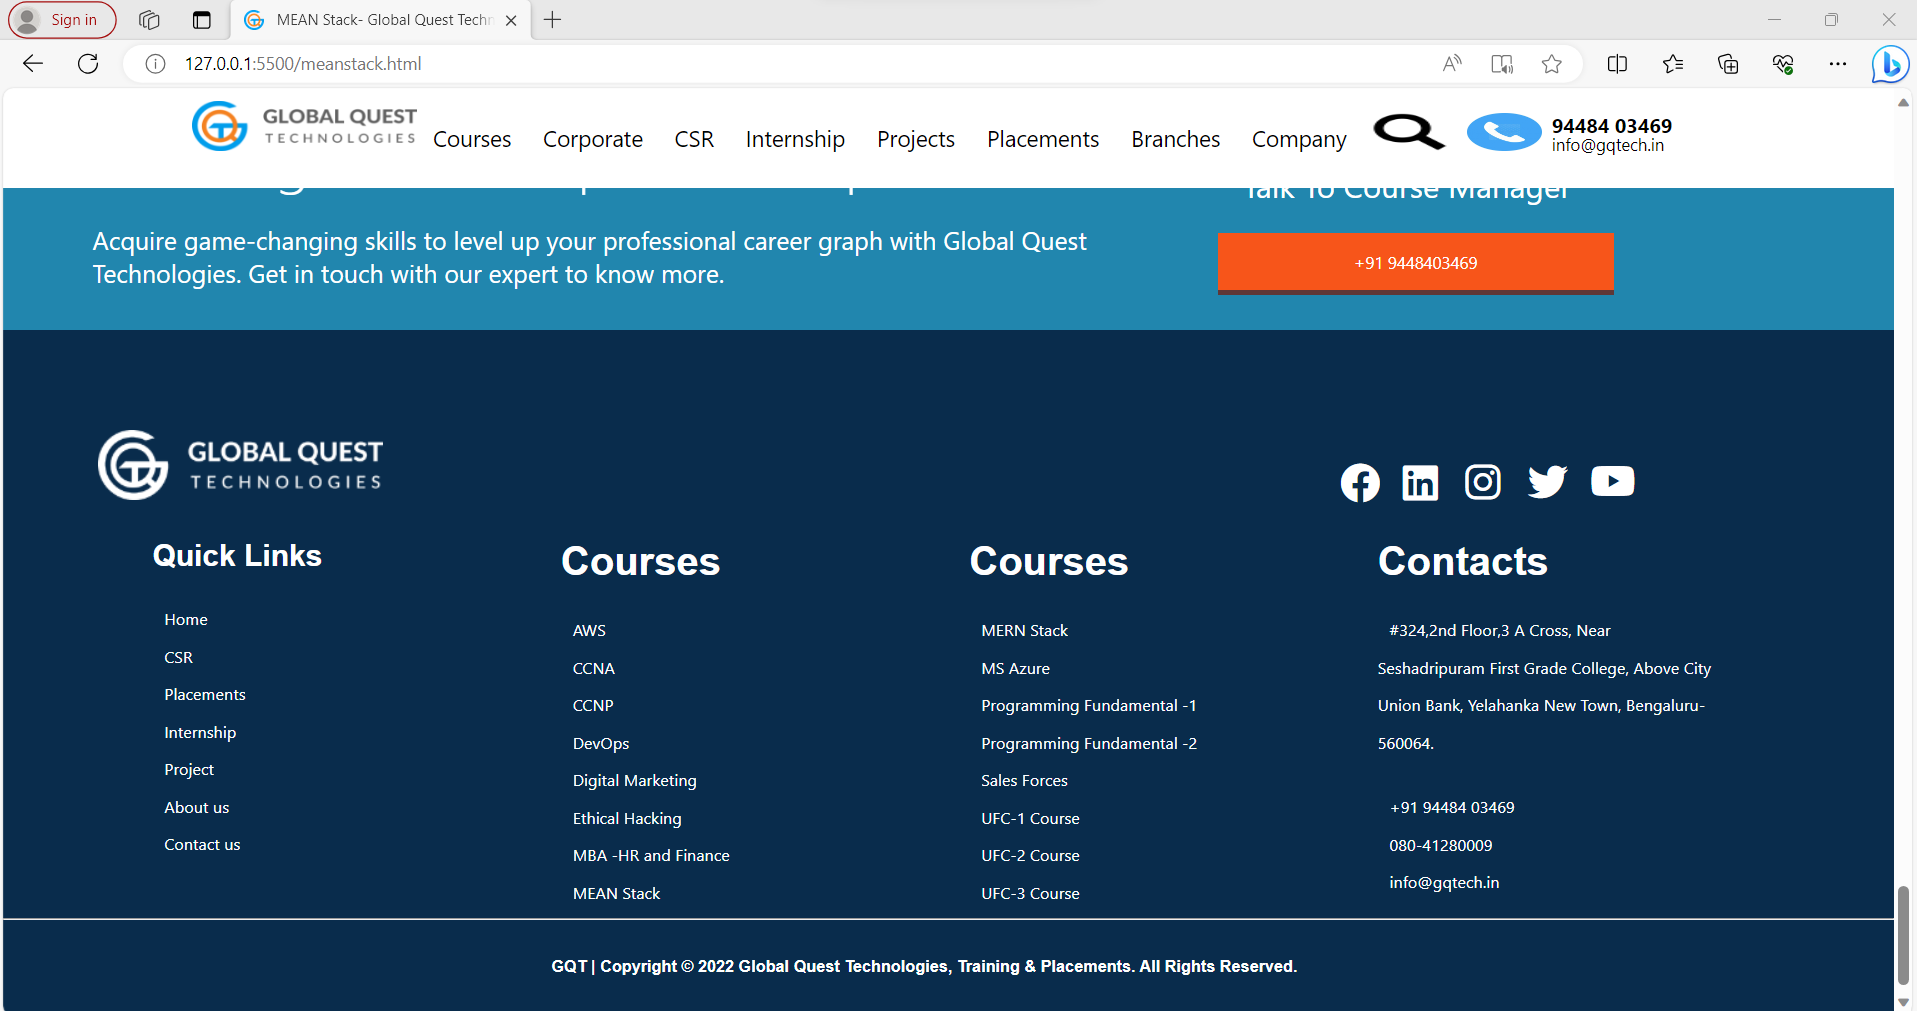 Sign in
MEAN Stack- Global Quest Techn
127.0.0.1:5500/meanstack.html
GLOBAL QUEST
TECHNOLOGIES
Courses Corporate CSR Internship Projects Placements Branches Company
94484 03469
info@gqtech.in
Talk To Course Manager
Acquire game-changing skills to level up your professional career graph with Global Quest
Technologies. Get in touch with our expert to know more.
+91 9448403469
GLOBAL QUEST
TECHNOLOGIES
Quick Links
Home
CSR
Placements
Internship
Project
About us
Contact us
Courses
AWS
CCNA
CCNP
DevOps
Digital Marketing
Ethical Hacking
MBA -HR and Finance
MEAN Stack
Courses
MERN Stack
MS Azure
Programming Fundamental -1
Programming Fundamental -2
Sales Forces
UFC-1 Course
UFC-2 Course
UFC-3 Course
Contacts
#324,2nd Floor,3 A Cross, Near
Seshadripuram First Grade College, Above City
Union Bank, Yelahanka New Town, Bengaluru-
560064.
+91 94484 03469
080-41280009
info@gqtech.in
GQT | Copyright © 2022 Global Quest Technologies, Training & Placements. All Rights Reserved.